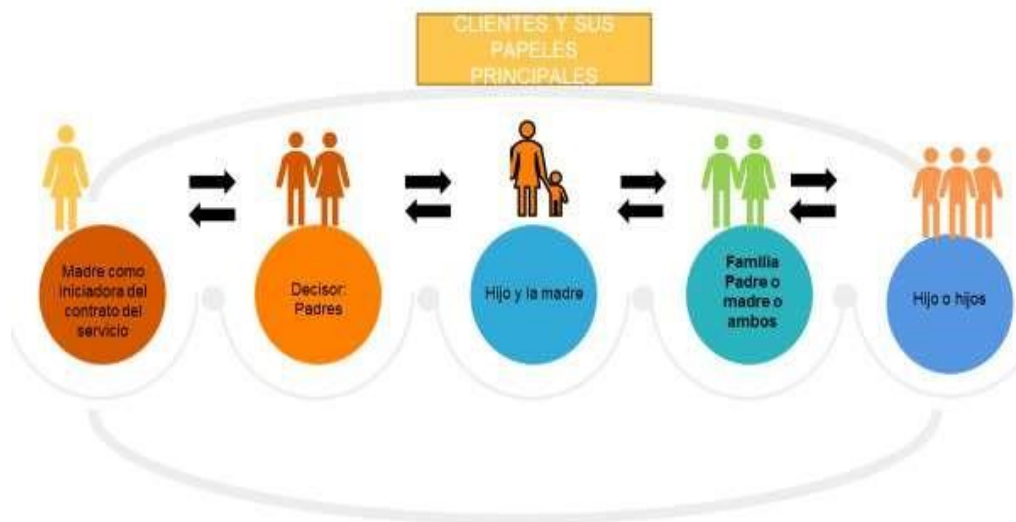 CLIENTES Y SUS
PAPELES
PRINCIPALES
Madre como
iniciadora del
contrato del
servicio
Decisor:
Padres
Hijo y la madre
Familia
Padre o
madre o
ambos
Hijo o hijos